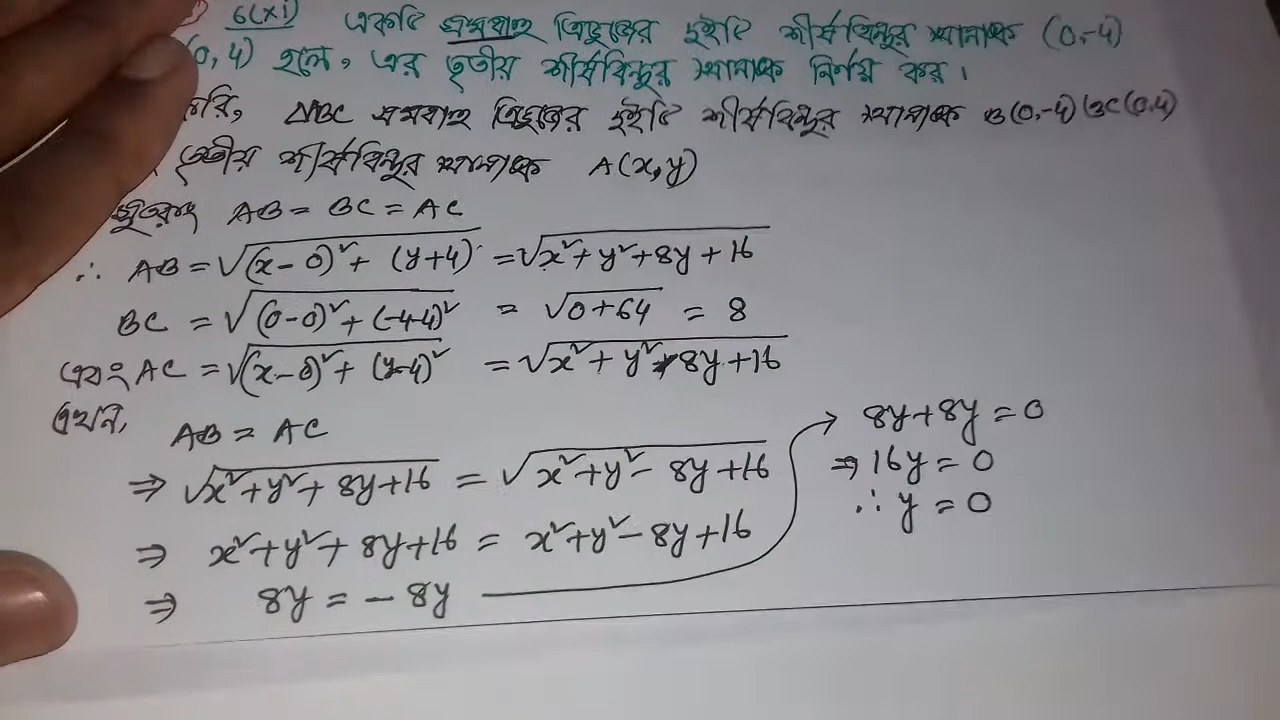 6(xi) একটি সমবাহু ত্রিভুজের দুইটি শীর্ষবিন্দুর স্থানাঙ্ক (0,-4)
0, 4) হলে, এর তৃতীয় শীর্ষবিন্দুর স্থানাঙ্ক নির্ণয় কর।
করি, ΔABC সমবাহু ত্রিভুজের দুইটি শীর্ষবিন্দুর স্থানাঙ্ক B(0,-4) ও C(0,4)
তৃতীয় শীর্ষবিন্দুর স্থানাঙ্ক A(x,y)
সুতরাং AB = BC = AC
∴ AB = √(x-0)² + (y+4)² = √x²+y²+8y+16
BC = √(0-0)²+(-4-4)² = √0+64 = 8
এবং AC = √(x-0)²+(y-4)² = √x²+y²-8y+16
এখন,
AB = AC
⇒ √x²+y²+8y+16 = √x²+y²-8y+16
⇒ x²+y²+8y+16 = x²+y²-8y+16
⇒ 8y = -8y
→ 8y+8y = 0
⇒ 16y = 0
∴ y = 0